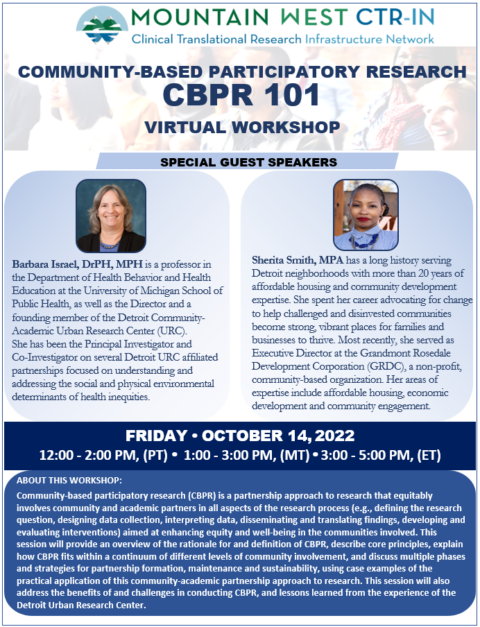 MOUNTAIN WEST CTR-IN
Clinical Translational Research Infrastructure Network
COMMUNITY-BASED PARTICIPATORY RESEARCH
CBPR 101
VIRTUAL WORKSHOP
SPECIAL GUEST SPEAKERS
Barbara Israel, DrPH, MPH is a professor in
the Department of Health Behavior and Health
Education at the University of Michigan School of
Public Health, as well as the Director and a
founding member of the Detroit Community-
Academic Urban Research Center (URC).
She has been the Principal Investigator and
Co-Investigator on several Detroit URC affiliated
partnerships focused on understanding and
addressing the social and physical environmental
determinants of health inequities.
Sherita Smith, MPA has a long history serving
Detroit neighborhoods with more than 20 years of
affordable housing and community development
expertise. She spent her career advocating for change
to help challenged and disinvested communities
become strong, vibrant places for families and
businesses to thrive. Most recently, she served as
Executive Director at the Grandmont Rosedale
Development Corporation (GRDC), a non-profit,
community-based organization. Her areas of
expertise include affordable housing, economic
development and community engagement.
FRIDAY • OCTOBER 14, 2022
12:00 - 2:00 PM, (PT) • 1:00 - 3:00 PM, (MT) • 3:00 - 5:00 PM, (ET)
ABOUT THIS WORKSHOP:
Community-based participatory research (CBPR) is a partnership approach to research that equitably
involves community and academic partners in all aspects of the research process (e.g., defining the research
question, designing data collection, interpreting data, disseminating and translating findings, developing and
evaluating interventions) aimed at enhancing equity and well-being in the communities involved. This
session will provide an overview of the rationale for and definition of CBPR, describe core principles, explain
how CBPR fits within a continuum of different levels of community involvement, and discuss multiple phases
and strategies for partnership formation, maintenance and sustainability, using case examples of the
practical application of this community-academic partnership approach to research. This session will also
address the benefits of and challenges in conducting CBPR, and lessons learned from the experience of the
Detroit Urban Research Center.